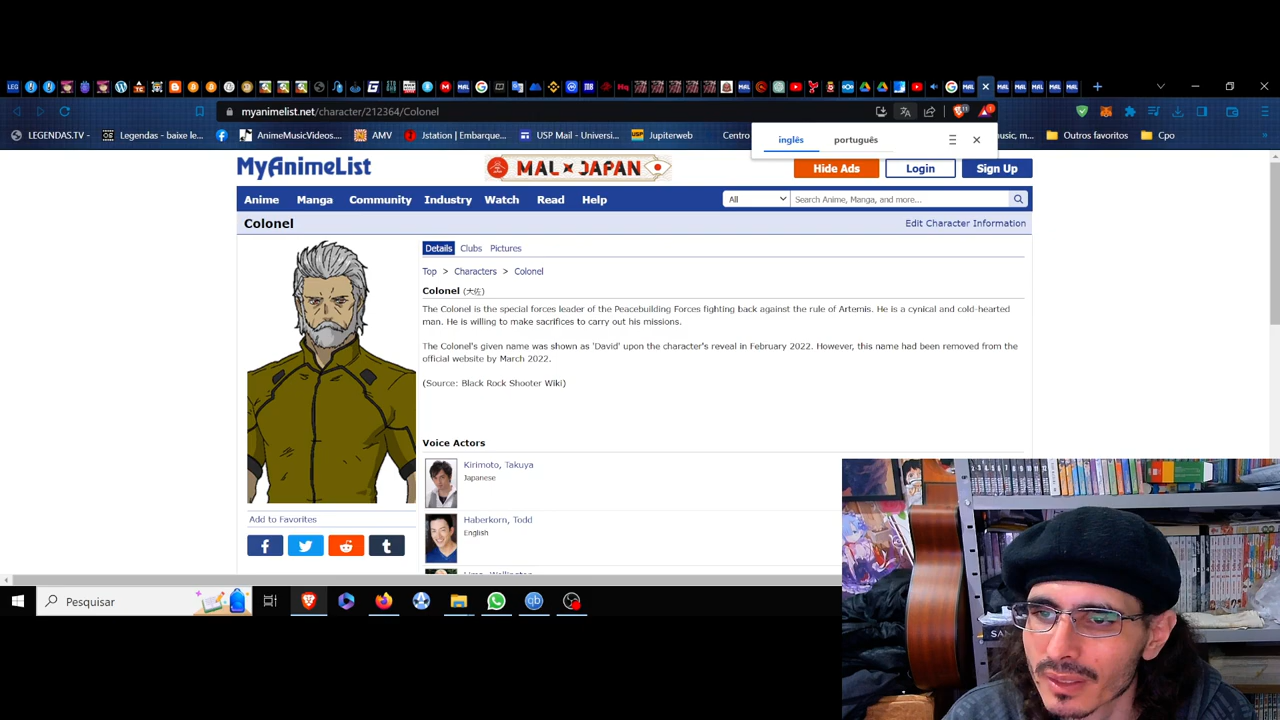 myanimelist.net/character/212364/Colonel
LEGENDAS.TV -
Legendas - baixe le...
AnimeMusicVideos....
AMV
Jstation | Embarque...
USP Mail - Universi...
Jupiterweb
Centro
music, m...
Outros favoritos
Cpo
inglês
português
MyAnimeList
MAL x JAPAN
Hide Ads
Login
Sign Up
Anime
Manga
Community
Industry
Watch
Read
Help
All
Search Anime, Manga, and more...
Colonel
Edit Character Information
Details
Clubs
Pictures
Top > Characters > Colonel
Colonel (大佐)
The Colonel is the special forces leader of the Peacebuilding Forces fighting back against the rule of Artemis. He is a cynical and cold-hearted
man. He is willing to make sacrifices to carry out his missions.
The Colonel's given name was shown as 'David' upon the character's reveal in February 2022. However, this name had been removed from the
official website by March 2022.
(Source: Black Rock Shooter Wiki)
Voice Actors
Kirimoto, Takuya
Japanese
Haberkorn, Todd
English
Add to Favorites
Pesquisar